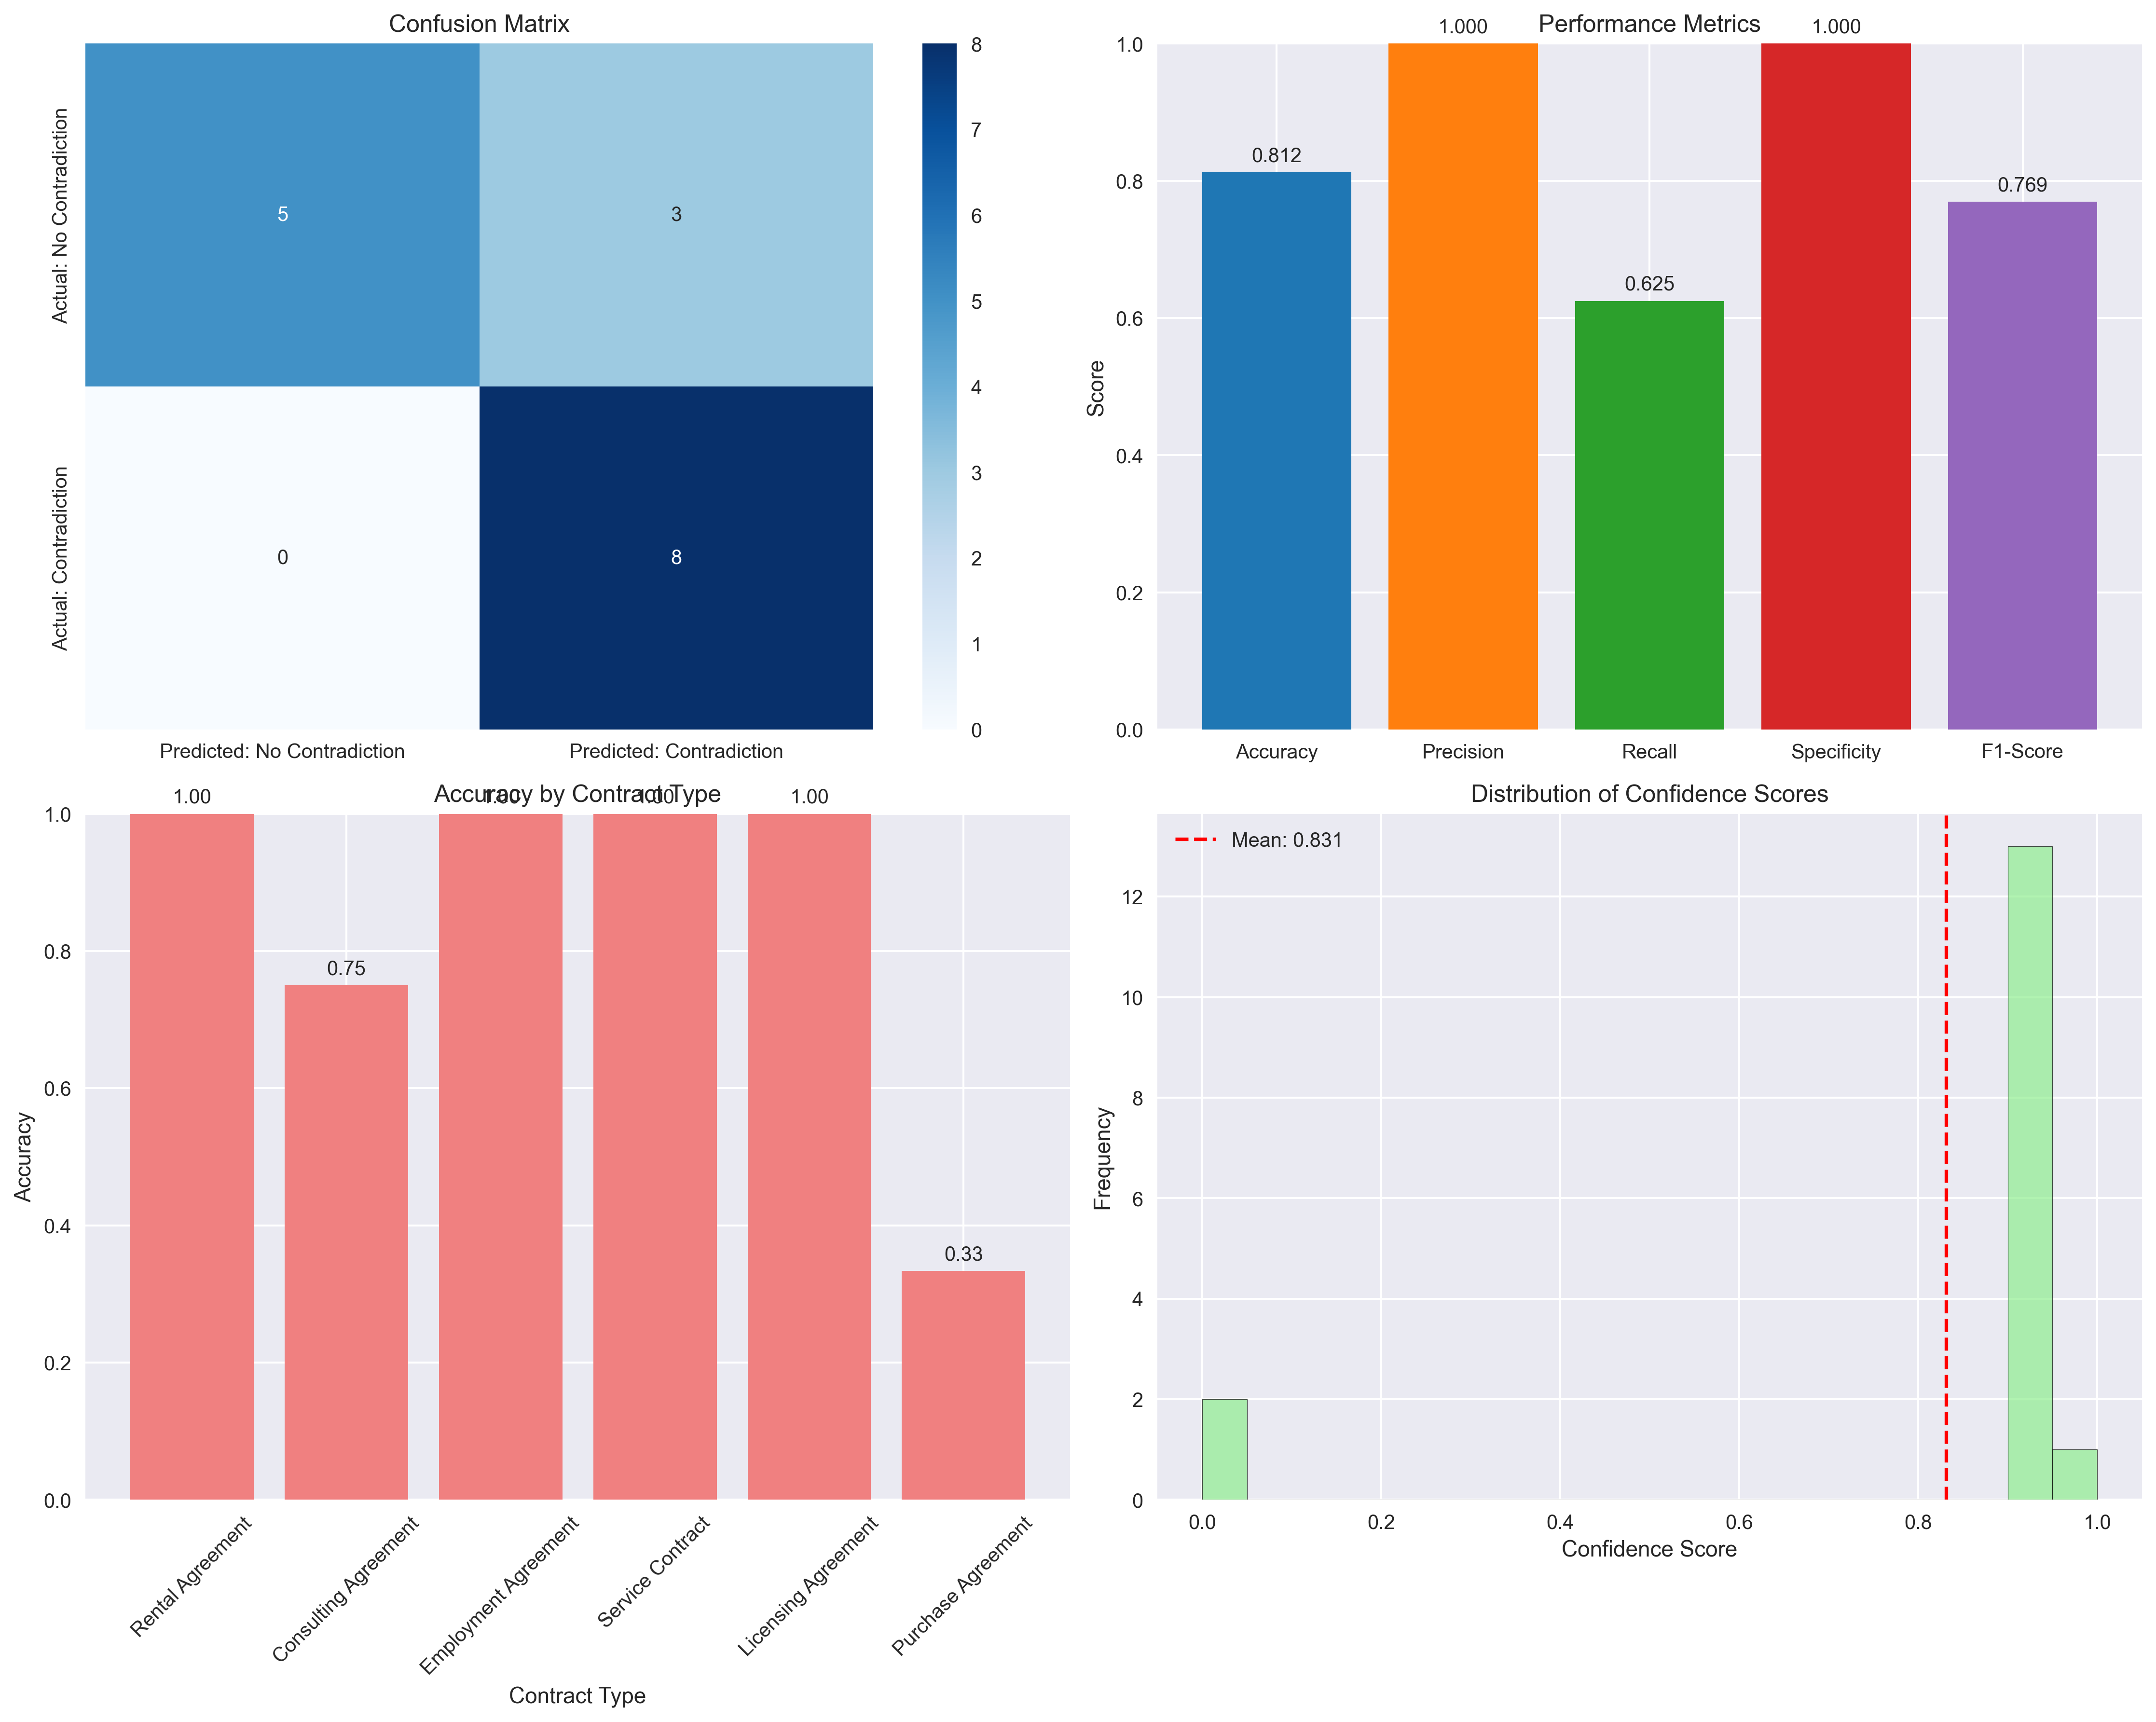 Confusion Matrix
Actual: No Contradiction
Actual: Contradiction
5
3
0
8
Predicted: No Contradiction
Predicted: Contradiction
8
7
6
5
4
3
2
1
0
Performance Metrics
Score
1.0
0.8
0.6
0.4
0.2
0.0
0.812
1.000
0.625
1.000
0.769
Accuracy
Precision
Recall
Specificity
F1-Score
Accuracy by Contract Type
Accuracy
1.0
0.8
0.6
0.4
0.2
0.0
1.00
0.75
1.00
1.00
1.00
0.33
Rental Agreement
Consulting Agreement
Employment Agreement
Service Contract
Licensing Agreement
Purchase Agreement
Contract Type
Distribution of Confidence Scores
Mean: 0.831
Frequency
12
10
8
6
4
2
0
0.0
0.2
0.4
0.6
0.8
1.0
Confidence Score